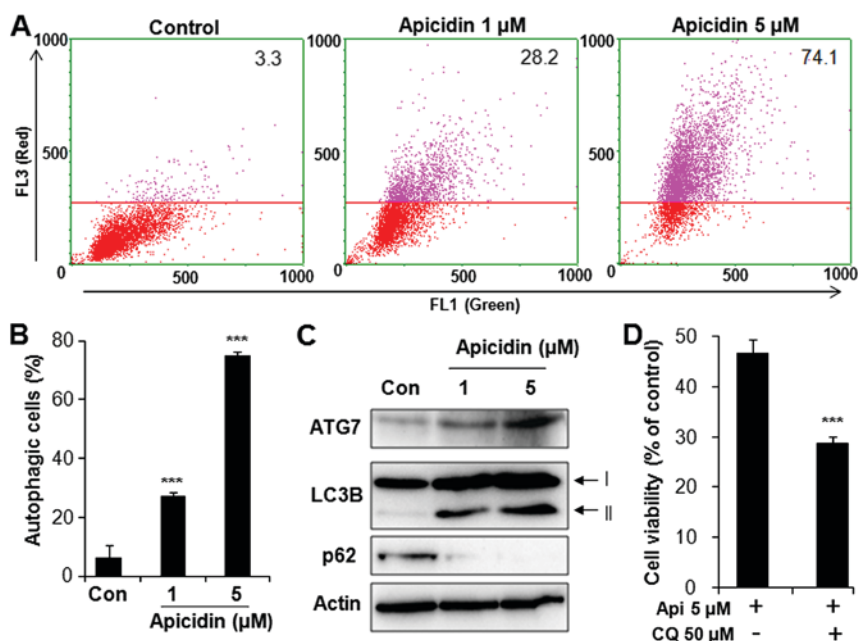 A
Control
Apicidin 1 µM
Apicidin 5 µM
1000
3.3
1000
28.2
1000
74.1
FL3 (Red)
500
500
500
0
0
0
0
500
1000
0
500
1000
0
500
1000
FL1 (Green)
B
80
***
60
40
***
20
0
Autophagic cells (%)
Con
1
5
Apicidin (µM)
C
Apicidin (µM)
Con
1
5
ATG7
LC3B
I
II
p62
Actin
D
50
40
30
20
10
0
***
Cell viability (% of control)
Api 5 µM + +
CQ 50 µM - +